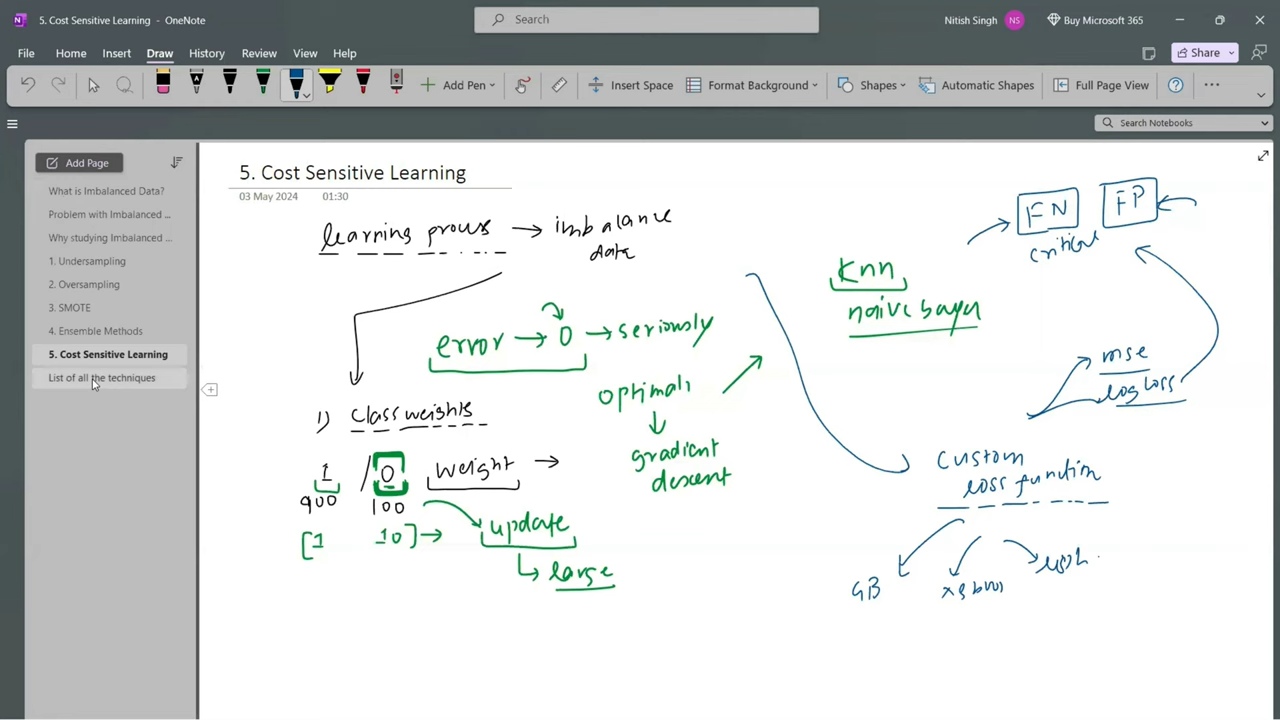 5. Cost Sensitive Learning - OneNote
Search
Nitish Singh NS
Buy Microsoft 365
File Home Insert Draw History Review View Help
Share
Add Pen
Insert Space
Format Background
Shapes
Automatic Shapes
Full Page View
Search Notebooks
Add Page
What is Imbalanced Data?
Problem with Imbalanced ...
Why studying Imbalanced ...
1. Undersampling
2. Oversampling
3. SMOTE
4. Ensemble Methods
5. Cost Sensitive Learning
List of all the techniques
5. Cost Sensitive Learning
03 May 2024 01:30
learning → imbalance
data
error → 0 → seriously
gradient
descent
1) Class weights
1 / 0 weight →
900 100
[1 10] → update
↳ large
Knn
FN FP
critical
mse
log loss
Custom
loss function
GB